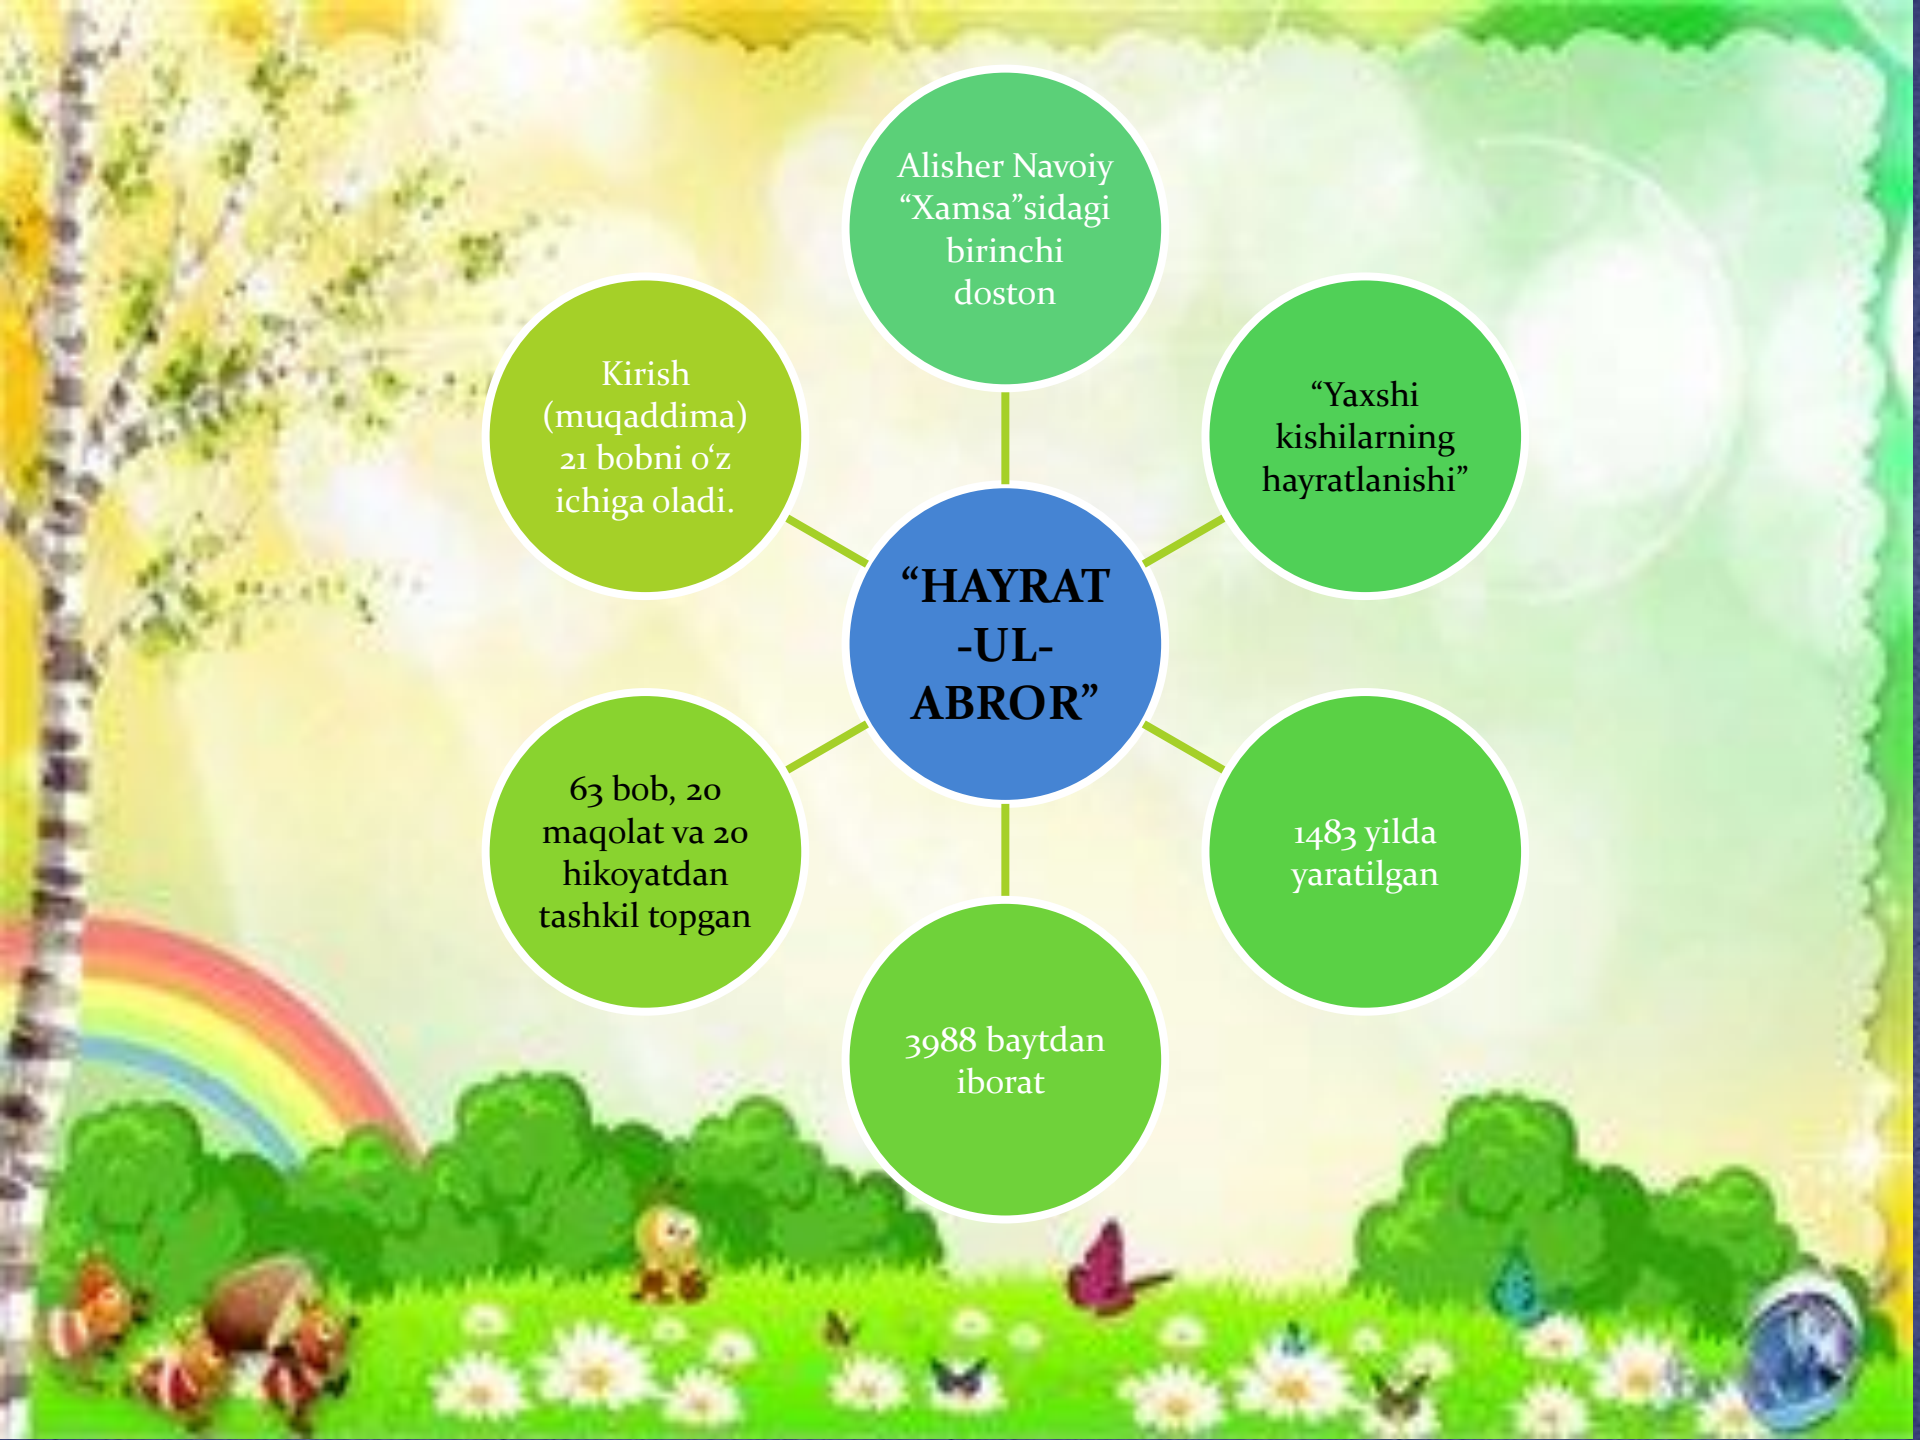 Alisher Navoiy
“Xamsa”sidagi
birinchi
doston
“Yaxshi
kishilarning
hayratlanishi”
1483 yilda
yaratilgan
3988 baytdan
iborat
63 bob, 20
maqolat va 20
hikoyatdan
tashkil topgan
Kirish
(muqaddima)
21 bobni o‘z
ichiga oladi.
“HAYRAT
-UL-
ABROR”